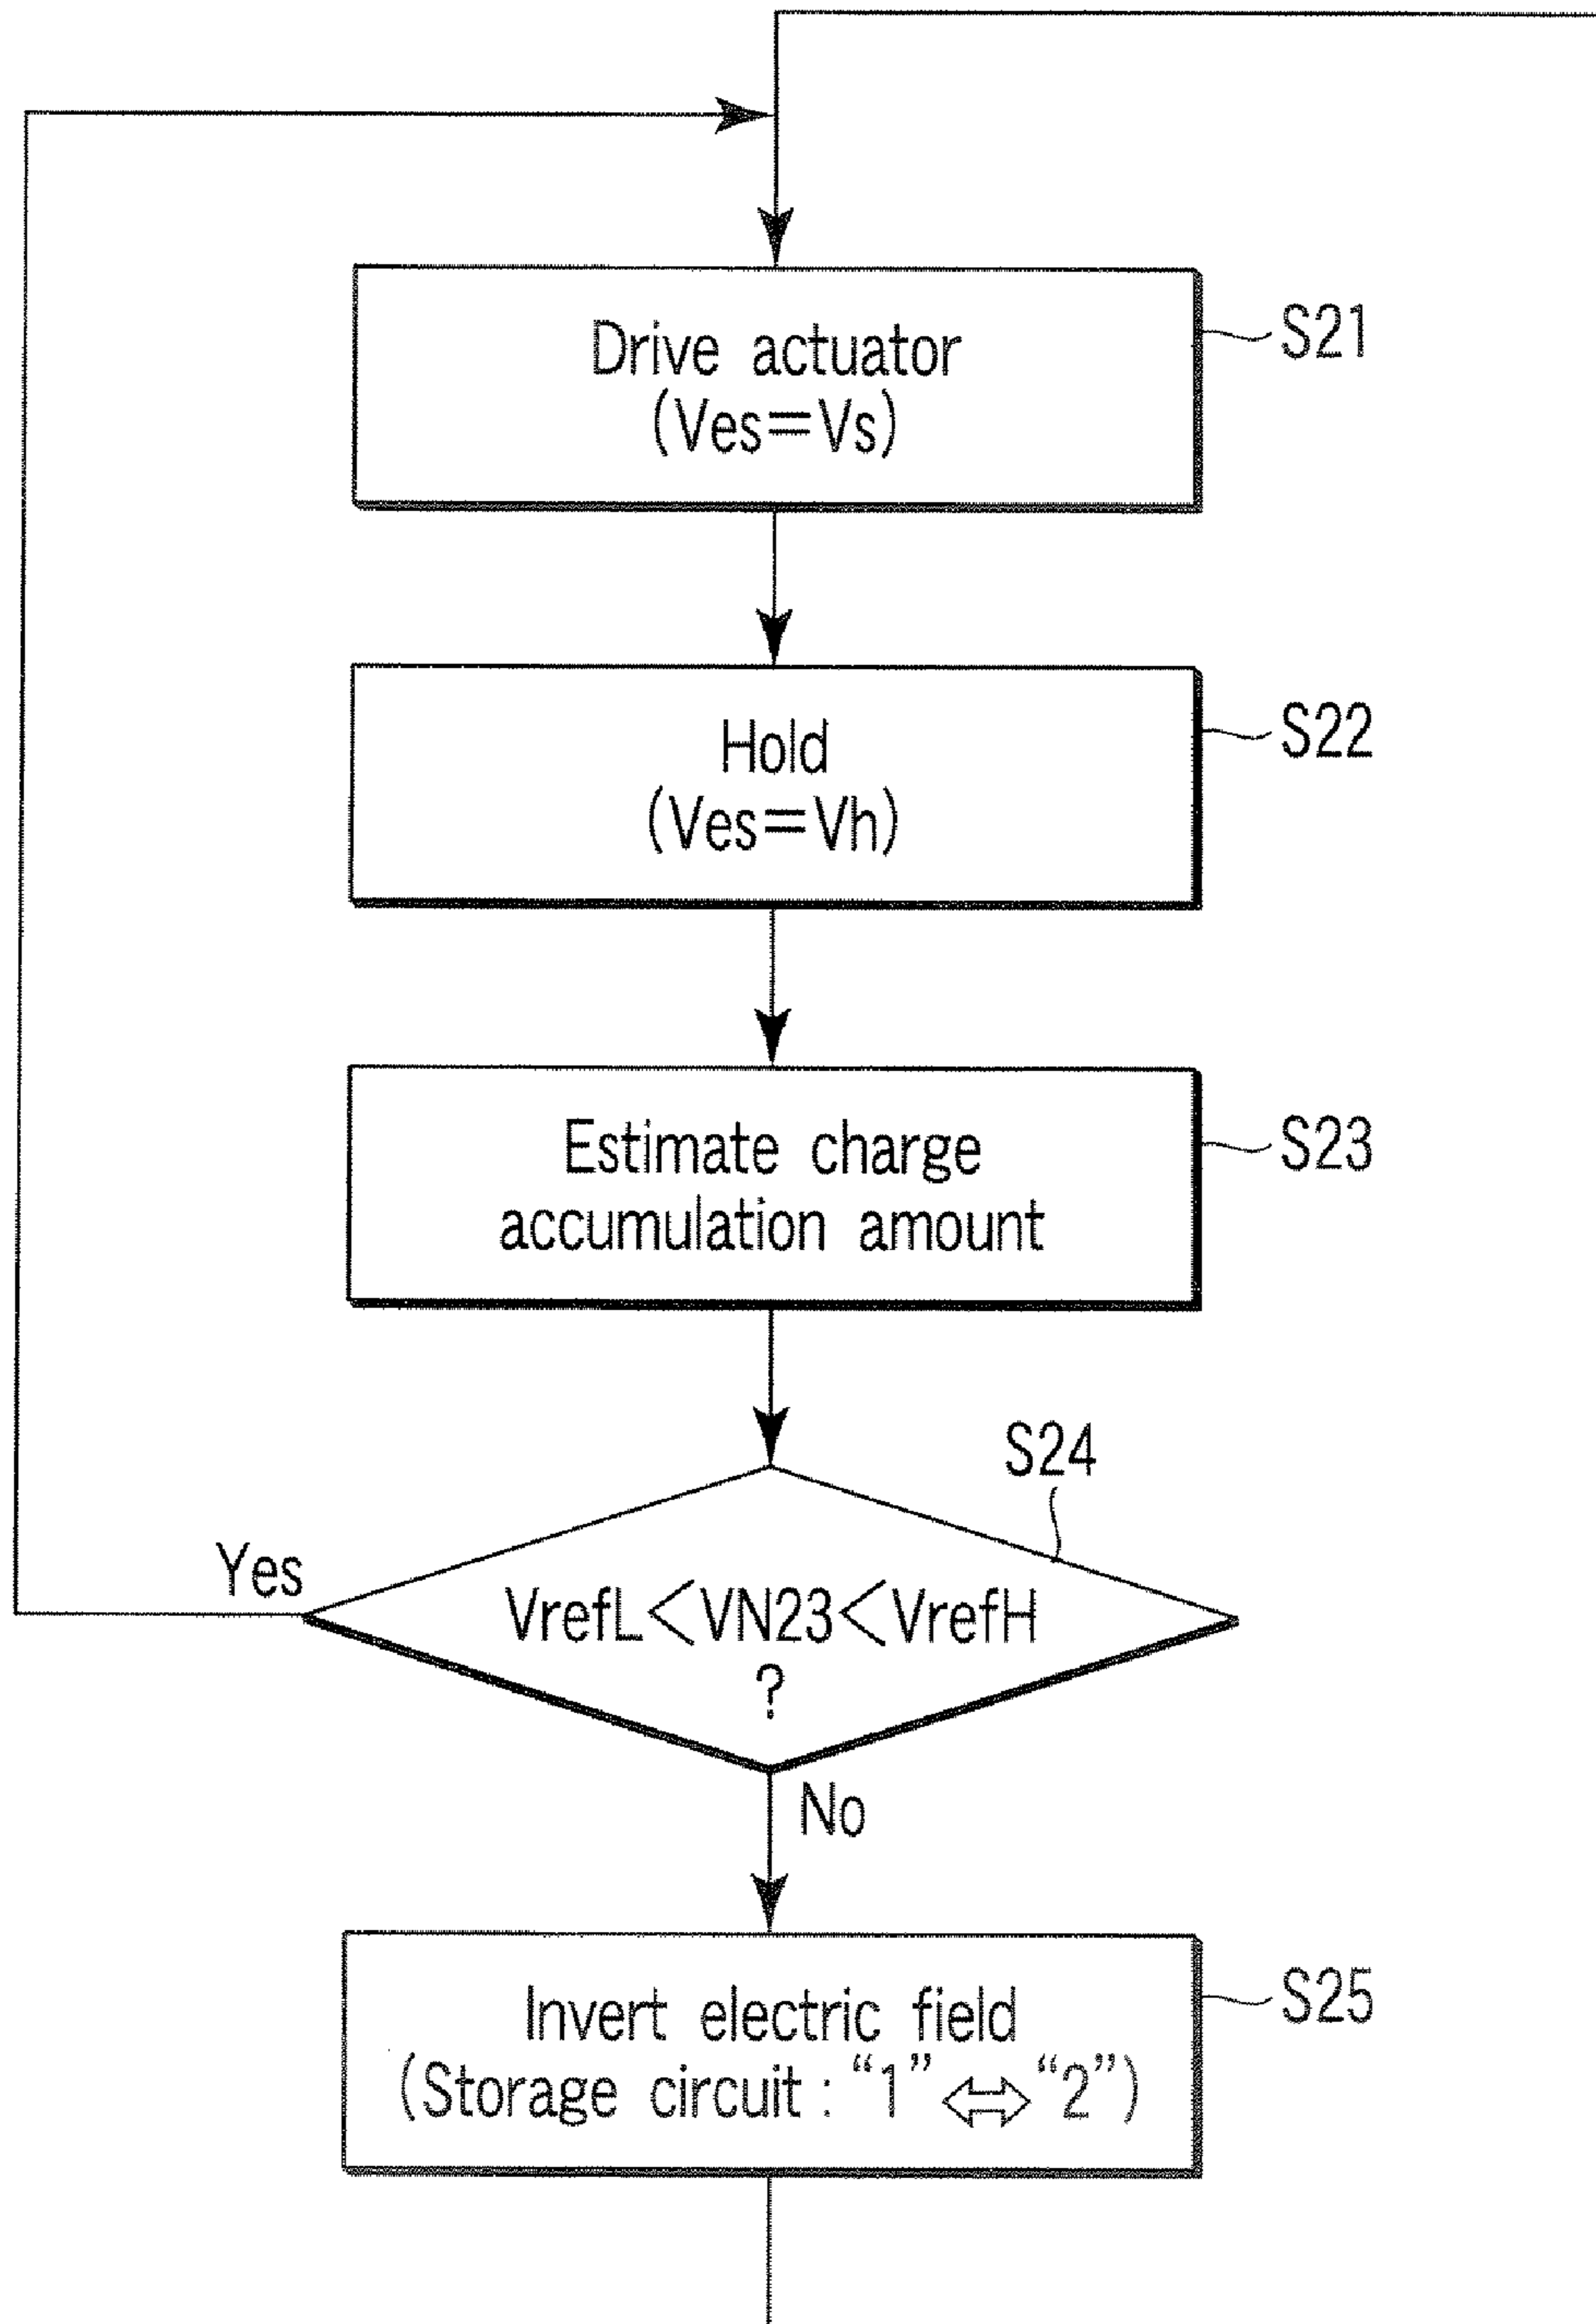 Drive actuator
(Ves=Vs)
S21
Hold
(Ves=Vh)
S22
Estimate charge
accumulation amount
S23
S24
Yes
VrefL<VN23<VrefH
?
No
Invert electric field
(Storage circuit : “1” ⇔ “2”)
S25